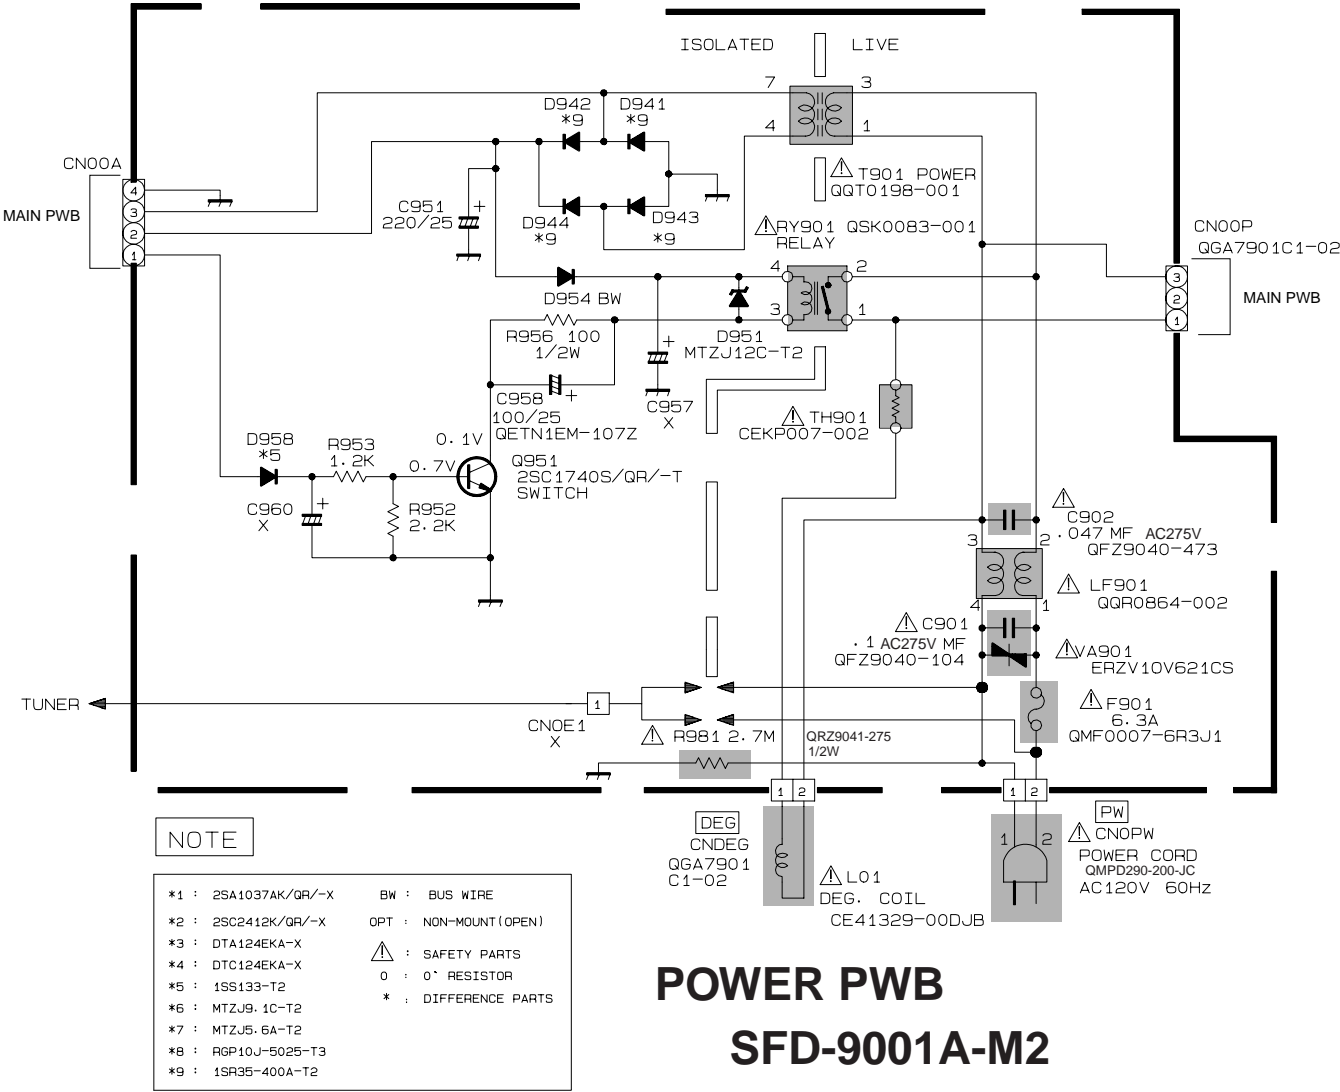 ISOLATED
LIVE
7
3
4
1
D942
*9
D941
*9
CN00A
MAIN PWB
4
3
2
1
C951
220/25
+
D944
*9
D943
*9
T901 POWER
QQT0198-001
RY901 QSK0083-001
RELAY
CN00P
QGA7901C1-02
3
2
1
MAIN PWB
4
2
3
1
D954 BW
R956 100
1/2W
D951
MTZJ12C-T2
+
C957
X
C958
100/25
QETN1EM-107Z
+
TH901
CEKP007-002
D958
*5
R953
1.2K
0.1V
0.7V
Q951
2SC1740S/QR/-T
SWITCH
C960
X
+
R952
2.2K
C902
.047 MF AC275V
QFZ9040-473
3
2
LF901
QQR0864-002
4
1
C901
.1 AC275V MF
QFZ9040-104
VA901
ERZV10V621CS
F901
6.3A
QMF0007-6R3J1
TUNER
1
CN0E1
X
R981 2.7M
QRZ9041-275
1/2W
1 2
1 2
DEG
CNDEG
QGA7901
C1-02
L01
DEG. COIL
CE41329-00DJB
PW
CN0PW
POWER CORD
QMPD290-200-JC
AC120V 60Hz
1
2
NOTE
*1 : 2SA1037AK/QR/-X
*2 : 2SC2412K/QR/-X
*3 : DTA124EKA-X
*4 : DTC124EKA-X
*5 : 1SS133-T2
*6 : MTZJ9.1C-T2
*7 : MTZJ5.6A-T2
*8 : RGP10J-5025-T3
*9 : 1SR35-400A-T2
BW : BUS WIRE
OPT : NON-MOUNT(OPEN)
: SAFETY PARTS
0 : 0` RESISTOR
* : DIFFERENCE PARTS
POWER PWB
SFD-9001A-M2